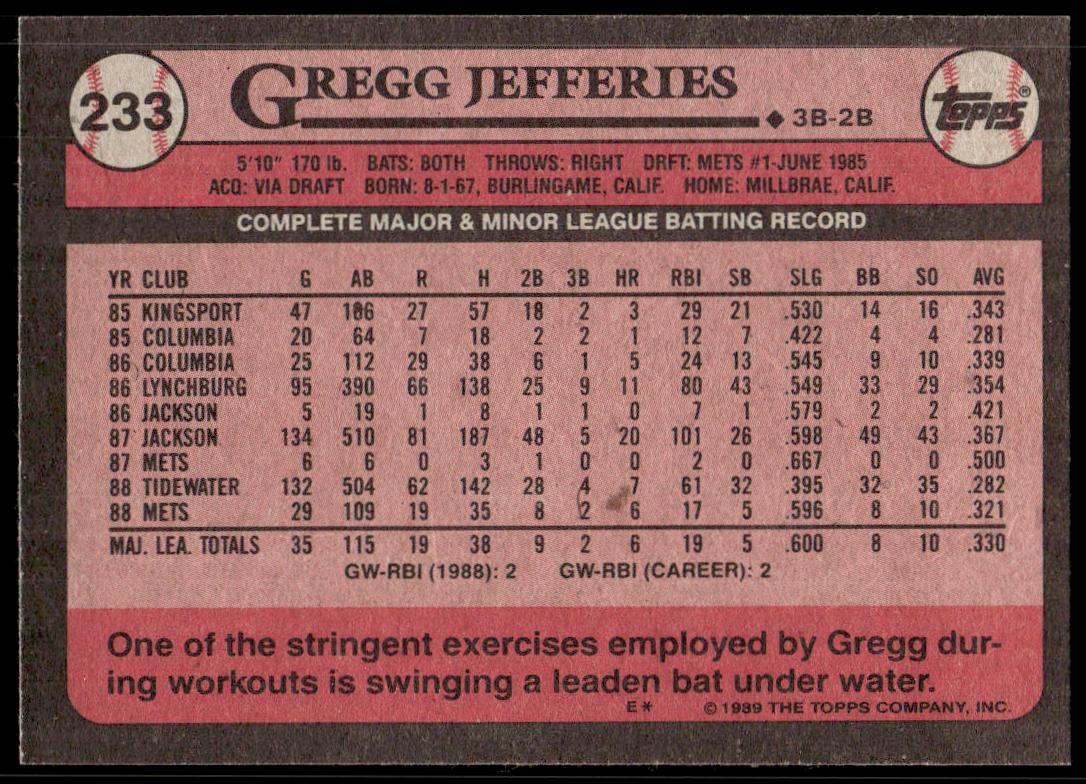 233
GREGG JEFFERIES
◆ 3B-2B
TOPPS®
5'10" 170 lb. BATS: BOTH THROWS: RIGHT DRFT: METS #1-JUNE 1985
ACQ: VIA DRAFT BORN: 8-1-67, BURLINGAME, CALIF. HOME: MILLBRAE, CALIF.
COMPLETE MAJOR & MINOR LEAGUE BATTING RECORD
YR CLUB G AB R H 2B 3B HR RBI SB SLG BB SO AVG
85 KINGSPORT 47 166 27 57 18 2 3 29 21 .530 14 16 .343
85 COLUMBIA 20 64 7 18 2 2 1 12 7 .422 4 4 .281
86 COLUMBIA 25 112 29 38 6 1 5 24 13 .545 9 10 .339
86 LYNCHBURG 95 390 66 138 25 9 11 80 43 .549 33 29 .354
86 JACKSON 5 19 1 8 1 1 0 7 1 .579 2 2 .421
87 JACKSON 134 510 81 187 48 5 20 101 26 .598 49 43 .367
87 METS 6 6 0 3 1 0 0 2 0 .667 0 0 .500
88 TIDEWATER 132 504 62 142 28 4 7 61 32 .395 32 35 .282
88 METS 29 109 19 35 8 2 6 17 5 .596 8 10 .321
MAJ. LEA. TOTALS 35 115 19 38 9 2 6 19 5 .600 8 10 .330
GW-RBI (1988): 2 GW-RBI (CAREER): 2
One of the stringent exercises employed by Gregg dur-
ing workouts is swinging a leaden bat under water.
E* © 1989 THE TOPPS COMPANY, INC.